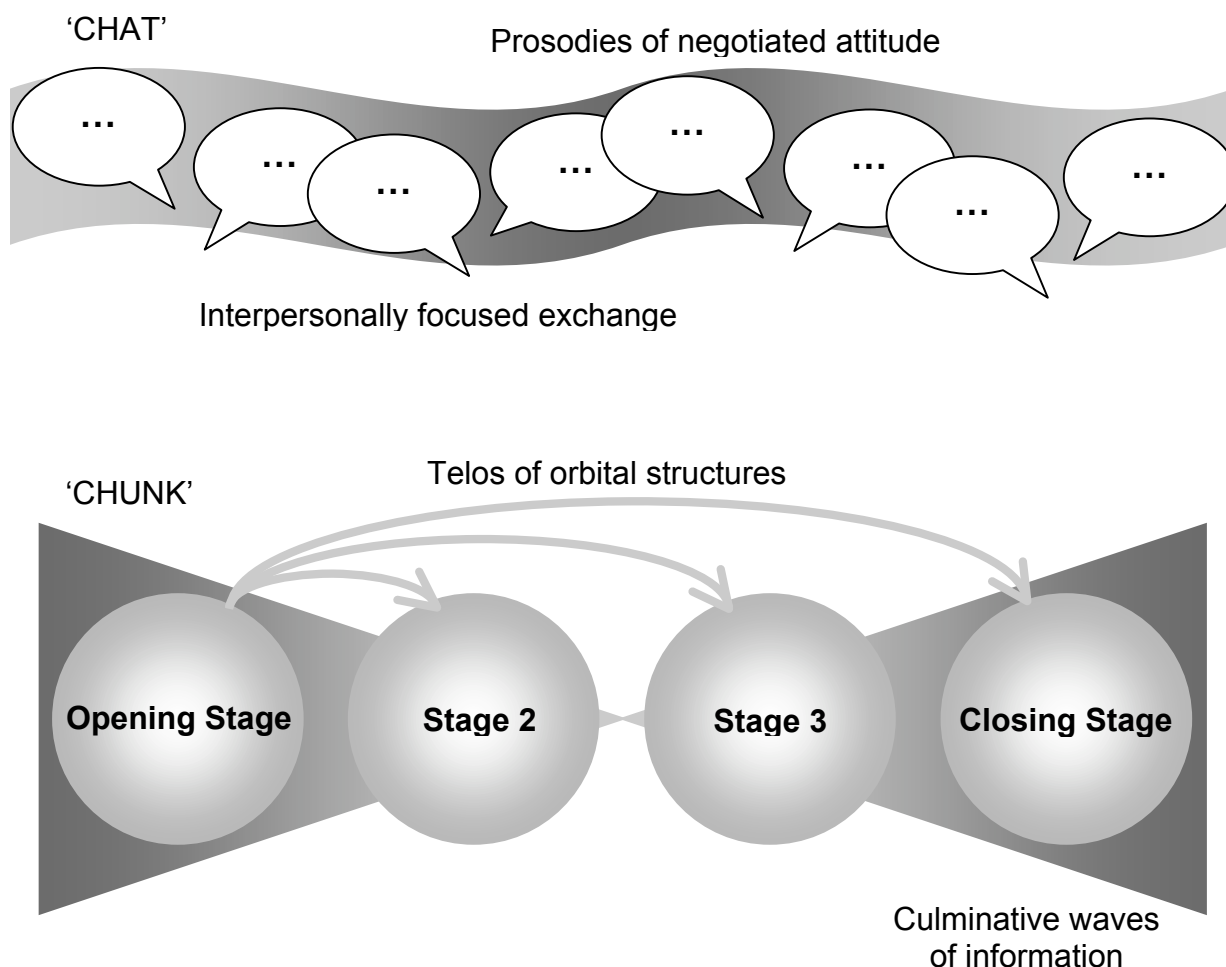 ‘CHAT’
Prosodies of negotiated attitude
...
...
...
...
...
...
...
...
Interpersonally focused exchange
Telos of orbital structures
‘CHUNK’
Opening Stage
Stage 2
Stage 3
Closing Stage
Culminative waves
of information